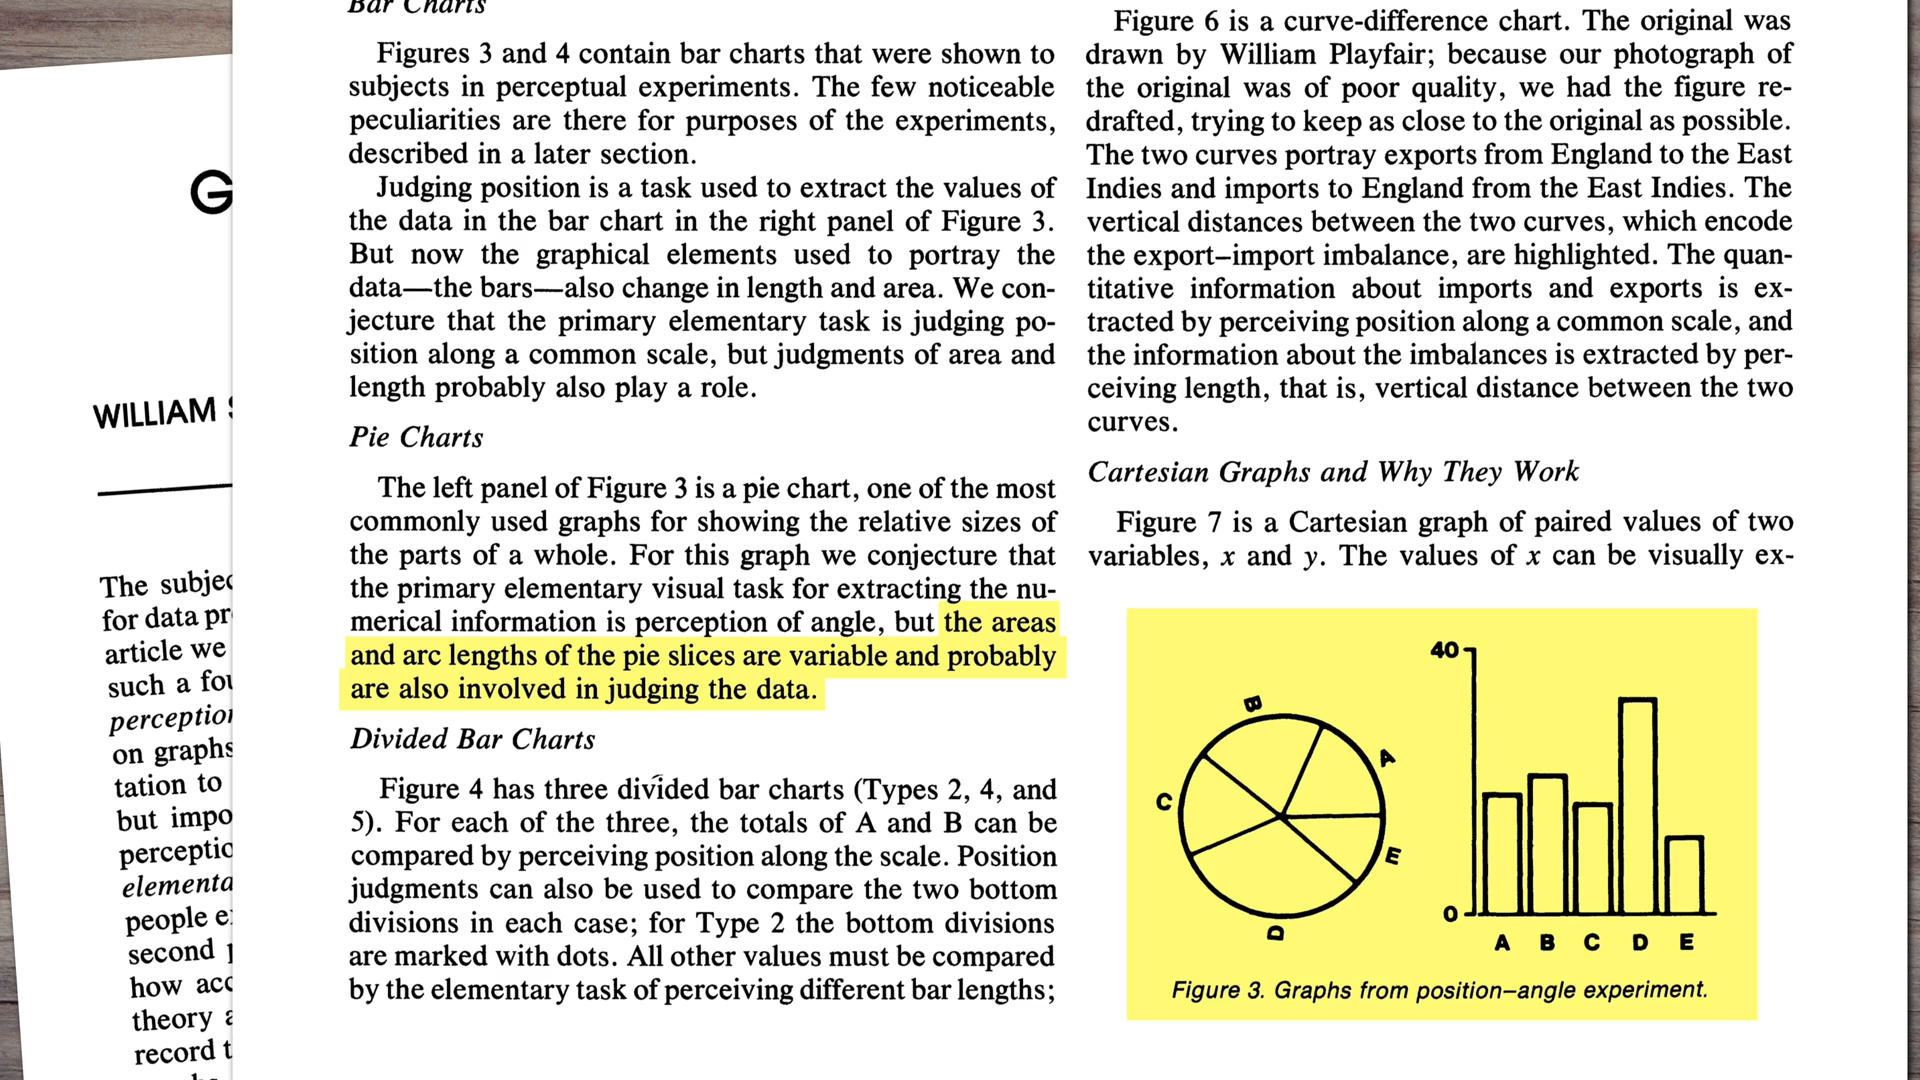 G
WILLIAM
The
for data
article we
such a
on graphs
tation to
but
people
second
how
theory
record
Bar Charts
Figures 3 and 4 contain bar charts that were shown to
subjects in perceptual experiments. The few noticeable
peculiarities are there for purposes of the experiments,
described in a later section.
Judging position is a task used to extract the values of
the data in the bar chart in the right panel of Figure 3.
But now the graphical elements used to portray the
data—the bars—also change in length and area. We con-
jecture that the primary elementary task is judging po-
sition along a common scale, but judgments of area and
length probably also play a role.
Pie Charts
The left panel of Figure 3 is a pie chart, one of the most
commonly used graphs for showing the relative sizes of
the parts of a whole. For this graph we conjecture that
the primary elementary visual task for extracting the nu-
merical information is perception of angle, but the areas
and arc lengths of the pie slices are variable and probably
are also involved in judging the data.
Divided Bar Charts
Figure 4 has three divided bar charts (Types 2, 4, and
5). For each of the three, the totals of A and B can be
compared by perceiving position along the scale. Position
judgments can also be used to compare the two bottom
divisions in each case; for Type 2 the bottom divisions
are marked with dots. All other values must be compared
by the elementary task of perceiving different bar lengths;
Figure 6 is a curve-difference chart. The original was
drawn by William Playfair; because our photograph of
the original was of poor quality, we had the figure re-
drafted, trying to keep as close to the original as possible.
The two curves portray exports from England to the East
Indies and imports to England from the East Indies. The
vertical distances between the two curves, which encode
the export–import imbalance, are highlighted. The quan-
titative information about imports and exports is ex-
tracted by perceiving position along a common scale, and
the information about the imbalances is extracted by per-
ceiving length, that is, vertical distance between the two
curves.
Cartesian Graphs and Why They Work
Figure 7 is a Cartesian graph of paired values of two
variables, x and y. The values of x can be visually ex-
B
A
C
E
D
40
0
A B C D E
Figure 3. Graphs from position–angle experiment.